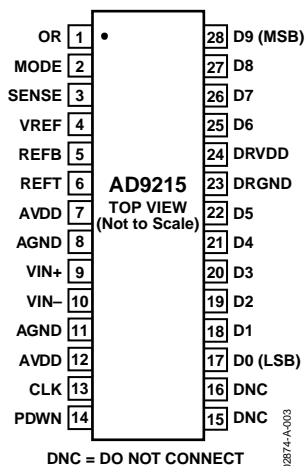 OR 1
MODE 2
SENSE 3
VREF 4
REFB 5
REFT 6
AVDD 7
AGND 8
VIN+ 9
VIN– 10
AGND 11
AVDD 12
CLK 13
PDWN 14
AD9215
TOP VIEW
(Not to Scale)
28 D9 (MSB)
27 D8
26 D7
25 D6
24 DRVDD
23 DRGND
22 D5
21 D4
20 D3
19 D2
18 D1
17 D0 (LSB)
16 DNC
15 DNC
DNC = DO NOT CONNECT
02874-A-003